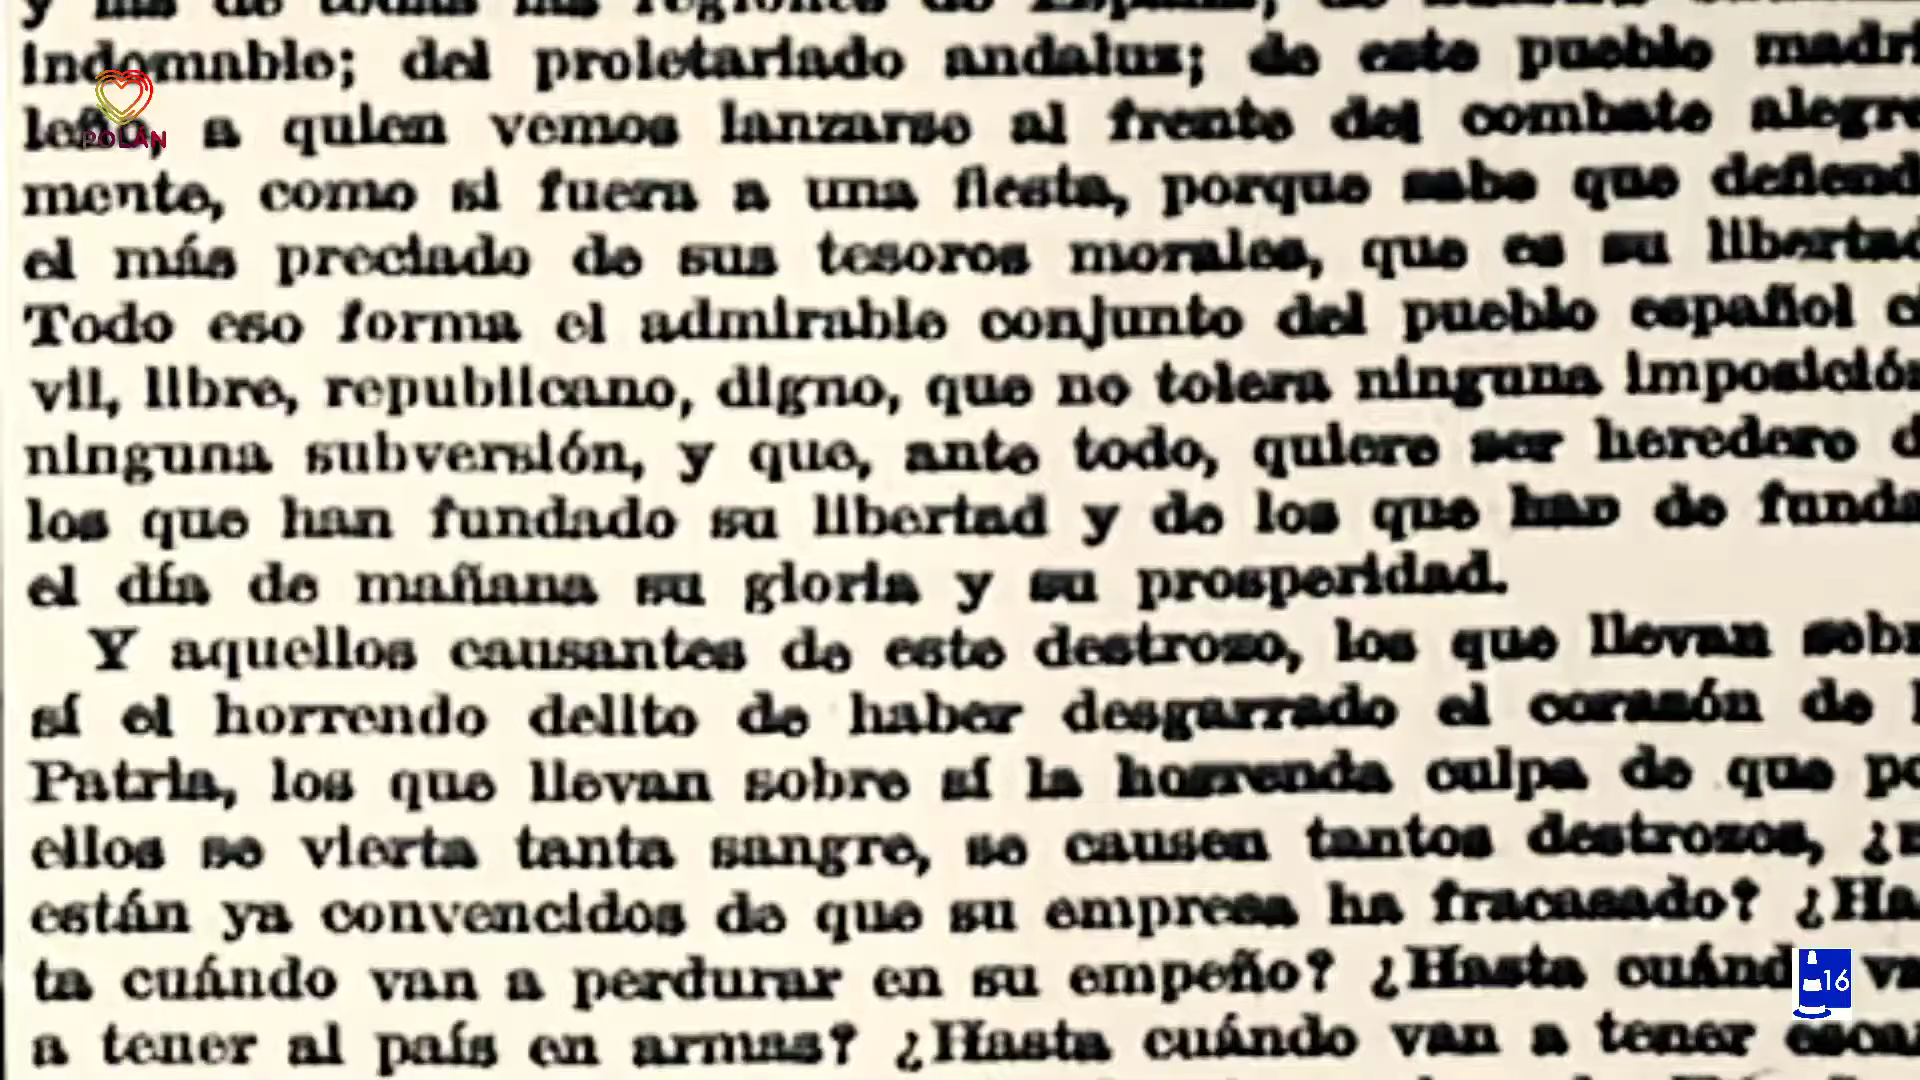 indomable; del proletariado andaluz; de este pueblo madri
leño, a quien vemos lanzarse al frente del combate alegre
mente, como si fuera a una fiesta, porque sabe que defiend
el más preciado de sus tesoros morales, que es su libertad
Todo eso forma el admirable conjunto del pueblo español ci
vil, libre, republicano, digno, que no tolera ninguna imposición
ninguna subversión, y que, ante todo, quiere ser heredero d
los que han fundado su libertad y de los que han de funda
el día de mañana su gloria y su prosperidad.
Y aquellos causantes de este destrozo, los que llevan sobr
sí el horrendo delito de haber desgarrado el corazón de l
Patria, los que llevan sobre sí la horrenda culpa de que po
ellos se vierta tanta sangre, se causen tantos destrozos, ¿n
están ya convencidos de que su empresa ha fracasado? ¿Has
ta cuándo van a perdurar en su empeño? ¿Hasta cuándo va
a tener al país en armas? ¿Hasta cuándo van a tener
POLÁN
16